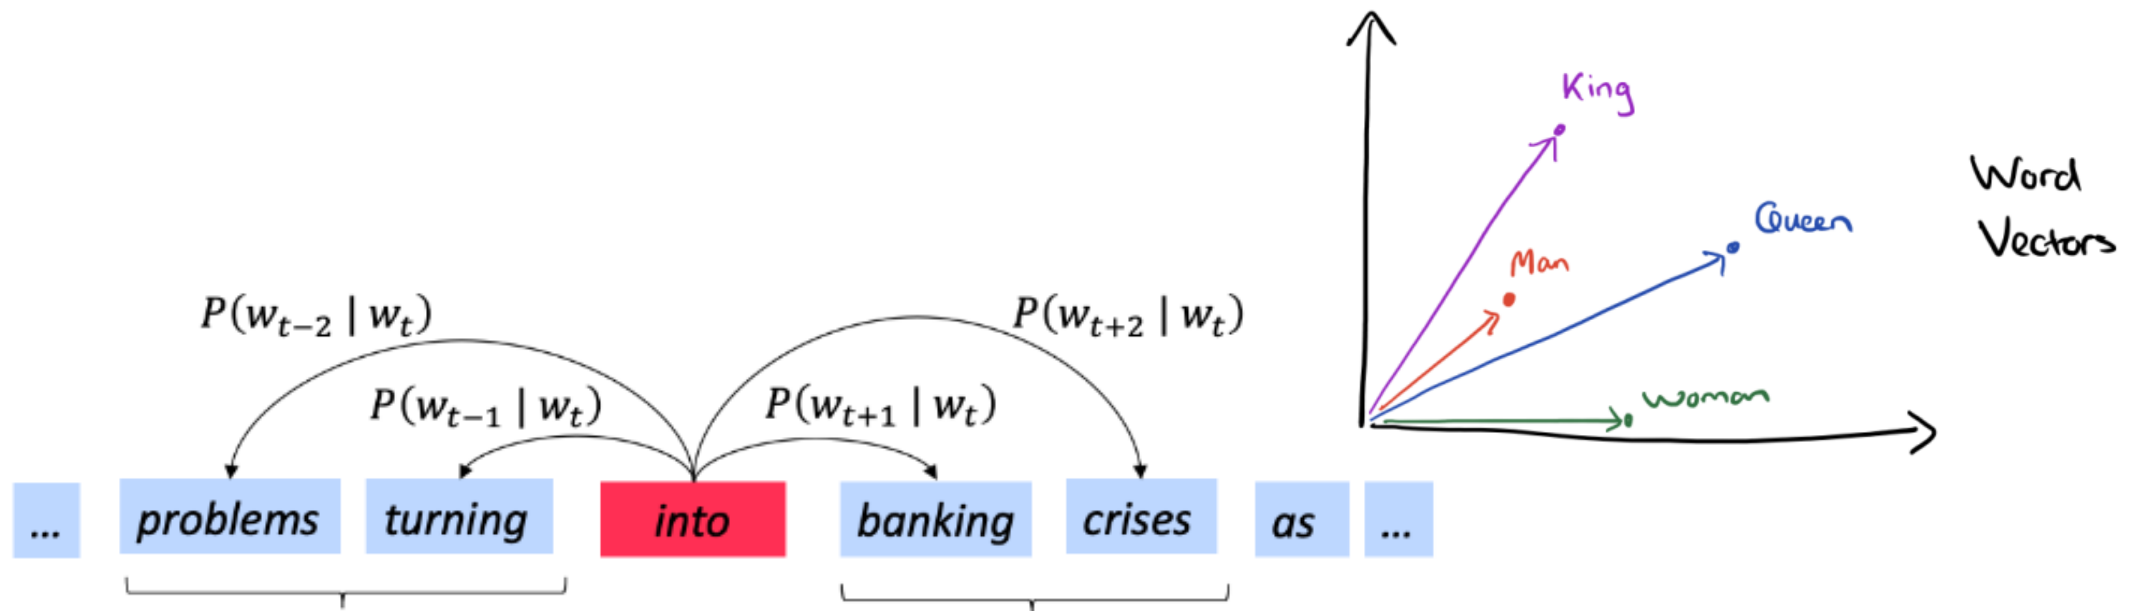 King
Word
Vectors
Queen
Man
Woman
P(w_{t−2} | w_t)
P(w_{t+2} | w_t)
P(w_{t−1} | w_t)
P(w_{t+1} | w_t)
... problems turning into banking crises as ...